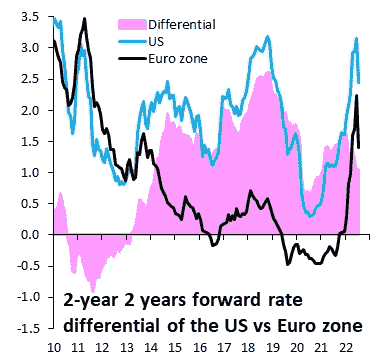 3.5
Differential
US
3.0
Euro zone
2.5
2.0
1.5
1.0
0.5
0.0
-0.5
-1.0
2-year 2 years forward rate
differential of the US vs Euro zone
-1.5
10 11 12 13 14 15 16 17 18 19 20 21 22